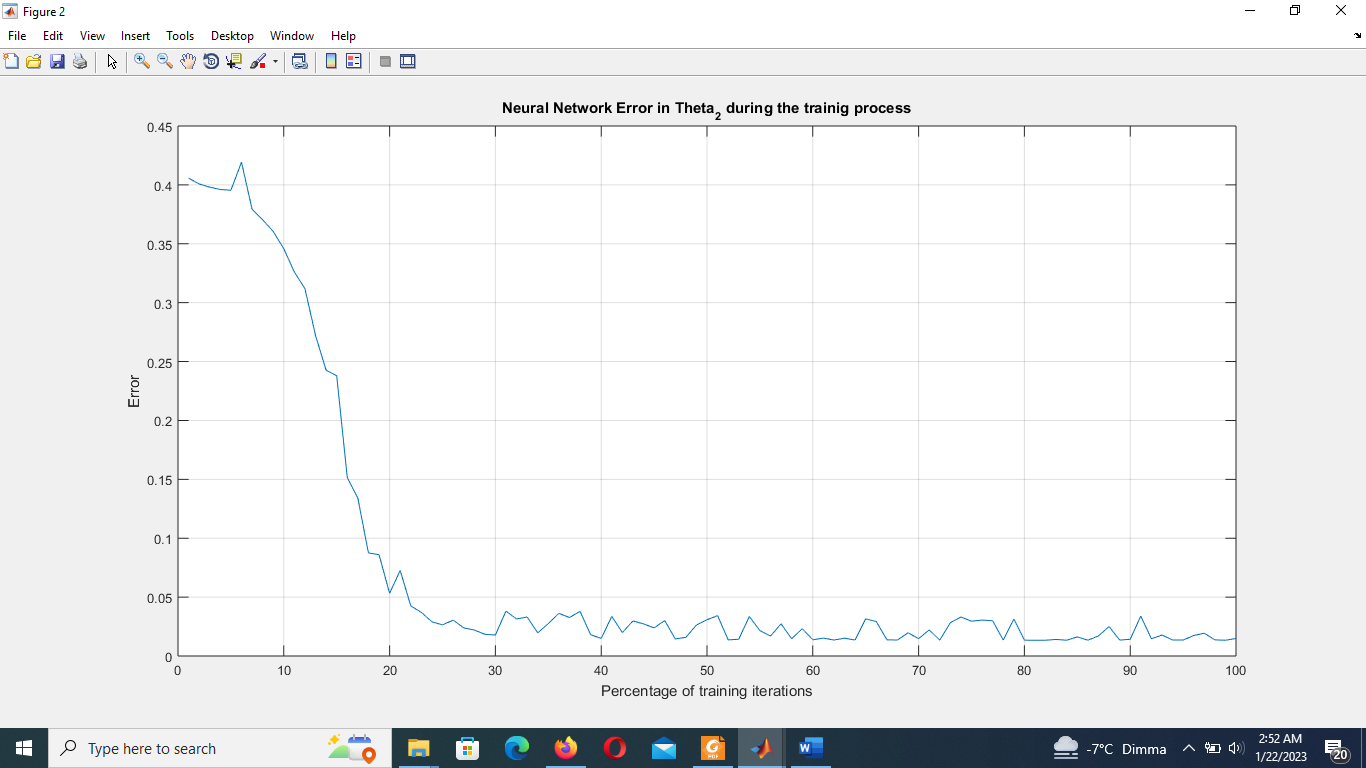 Figure 2
File Edit View Insert Tools Desktop Window Help
Neural Network Error in Theta2 during the trainig process
0.45
0.4
0.35
0.3
0.25
0.2
0.15
0.1
0.05
0
Error
0 10 20 30 40 50 60 70 80 90 100
Percentage of training iterations
Type here to search
G
PDF
W
-7°C Dimma
2:52 AM
1/22/2023
20